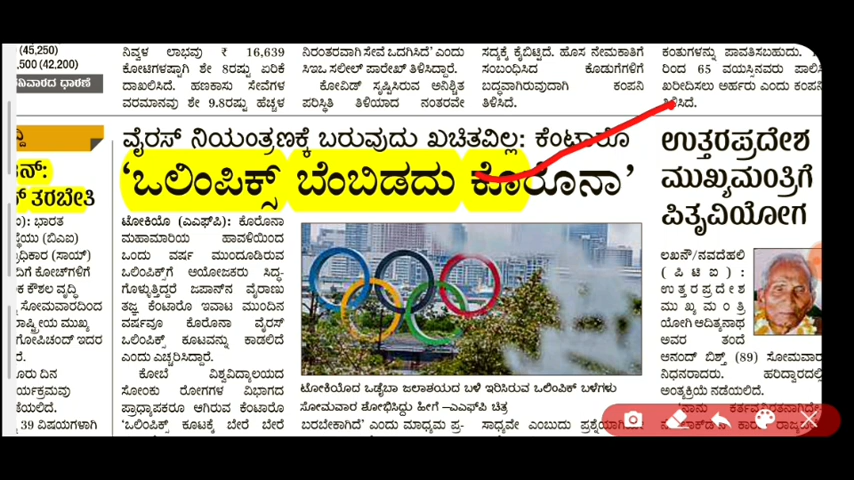 (45,250)
,500 (42,200)
ತರಬೇತಿ
೦): ಭಾರತ
ಸ್ಥೆಯು (ಬಿಎಐ)
ಧಿಕಾರ (ಸಾಯ್)
ದಿಗೆ ಕೋಚ್‌ಗಳಿಗೆ
ಕ ಕೌಶಲ ವೃದ್ಧಿ
ಸೋಮವಾರದಿಂದ
ಮುಖ್ಯ
ಗೋಪಿಚಂದ್ ಇದರ
ರೆ.
ದಿನ
39 ವಿಷಯಗಳಾಗಿ
ನಿವ್ವಳ ಲಾಭವು ₹ 16,639
ಕೋಟಿಗಳಷ್ಟಾಗಿ ಶೇ 8ರಷ್ಟು ಏರಿಕೆ
ದಾಖಲಿಸಿದೆ. ಹಣಕಾಸು ಸೇವೆಗಳ
ವರಮಾನವು ಶೇ 9.8ರಷ್ಟು ಹೆಚ್ಚಳ
ನಿರಂತರವಾಗಿ ಸೇವೆ ಒದಗಿಸಿದೆ' ಎಂದು
ಸಿಇಒ ಸಲೀಲ್ ಪಾರೇಖ್ ತಿಳಿಸಿದ್ದಾರೆ.
ಕೋವಿಡ್ ಸೃಷ್ಟಿಸಿರುವ ಅನಿಶ್ಚಿತ
ಪರಿಸ್ಥಿತಿ ತಿಳಿಯಾದ ನಂತರವೇ
ಸದ್ಯಕ್ಕೆ ಕೈಬಿಟ್ಟಿದೆ. ಹೊಸ ನೇಮಕಾತಿಗೆ
ಸಂಬಂಧಿಸಿದ ಕೊಡುಗೆಗಳಿಗೆ
ಬದ್ಧವಾಗಿರುವುದಾಗಿ ಕಂಪನಿ
ತಿಳಿಸಿದೆ.
ಕಂತುಗಳನ್ನು ಪಾವತಿಸಬಹುದು.
ರಿಂದ 65 ವಯಸ್ಸಿನವರು ಪಾಲಿಸಿ
ಖರೀದಿಸಲು ಅರ್ಹರು ಎಂದು ಕಂಪನಿ
ವೈರಸ್ ನಿಯಂತ್ರಣಕ್ಕೆ ಬರುವುದು ಖಚಿತವಿಲ್ಲ: ಕೆಂಟಾರೊ
'ಒಲಿಂಪಿಕ್ಸ್ ಬೆಂಬಿಡದು ಕೊರೊನಾ'
ಟೋಕಿಯೊ (ಎಎಫ್‌ಪಿ): ಕೊರೊನಾ
ಮಹಾಮಾರಿಯ ಹಾವಳಿಯಿಂದ
ಒಂದು ವರ್ಷ ಮುಂದೂಡಿರುವ
ಒಲಿಂಪಿಕ್ಸ್‌ಗೆ ಆಯೋಜಕರು ಸಿದ್ಧ-
ಗೊಳ್ಳುತ್ತಿದ್ದರೆ ಜಪಾನ್‌ನ ವೈರಾಣು
ತಜ್ಞ ಕೆಂಟಾರೊ ಇವಾಟ ಮುಂದಿನ
ವರ್ಷವೂ ಕೊರೊನಾ ವೈರಸ್
ಒಲಿಂಪಿಕ್ಸ್ ಕೂಟವನ್ನು ಕಾಡಲಿದೆ
ಎಂದು ಎಚ್ಚರಿಸಿದ್ದಾರೆ.
ಕೋಬೆ ವಿಶ್ವವಿದ್ಯಾಲಯದ
ಸೋಂಕು ರೋಗಗಳ ವಿಭಾಗದ
ಪ್ರಾಧ್ಯಾಪಕರೂ ಆಗಿರುವ ಕೆಂಟಾರೊ
'ಒಲಿಂಪಿಕ್ಸ್ ಕೂಟಕ್ಕೆ ಬೇರೆ ಬೇರೆ
ಟೋಕಿಯೊದ ಒಡೈಬಾ ಜಲಾಶಯದ ಬಳಿ ಇರಿಸಿರುವ ಒಲಿಂಪಿಕ್ ಬಳೆಗಳು
ಸೋಮವಾರ ಶೋಭಿಸಿದ್ದು ಹೀಗೆ –ಎಎಫ್‌ಪಿ ಚಿತ್ರ
ಬರಬೇಕಾಗಿದೆ' ಎಂದು ಮಾಧ್ಯಮ ಪ್ರ-
ಸಾಧ್ಯವೇ ಎಂಬುದು
ಉತ್ತರಪ್ರದೇಶ
ಮುಖ್ಯಮಂತ್ರಿಗೆ
ಪಿತೃವಿಯೋಗ
ಲಖನೌ/ನವದೆಹಲಿ
(ಪಿಟಿಐ):
ಉತ್ತರಪ್ರದೇಶ
ಮುಖ್ಯಮಂತ್ರಿ
ಯೋಗಿ ಆದಿತ್ಯನಾಥ
ಅವರ ತಂದೆ
ಆನಂದ್ ಬಿಶ್ತ್ (89) ಸೋಮವಾರ
ನಿಧನರಾದರು. ಹರಿದ್ವಾರದಲ್ಲಿ
ಅಂತ್ಯಕ್ರಿಯೆ ನಡೆಯಲಿದೆ.